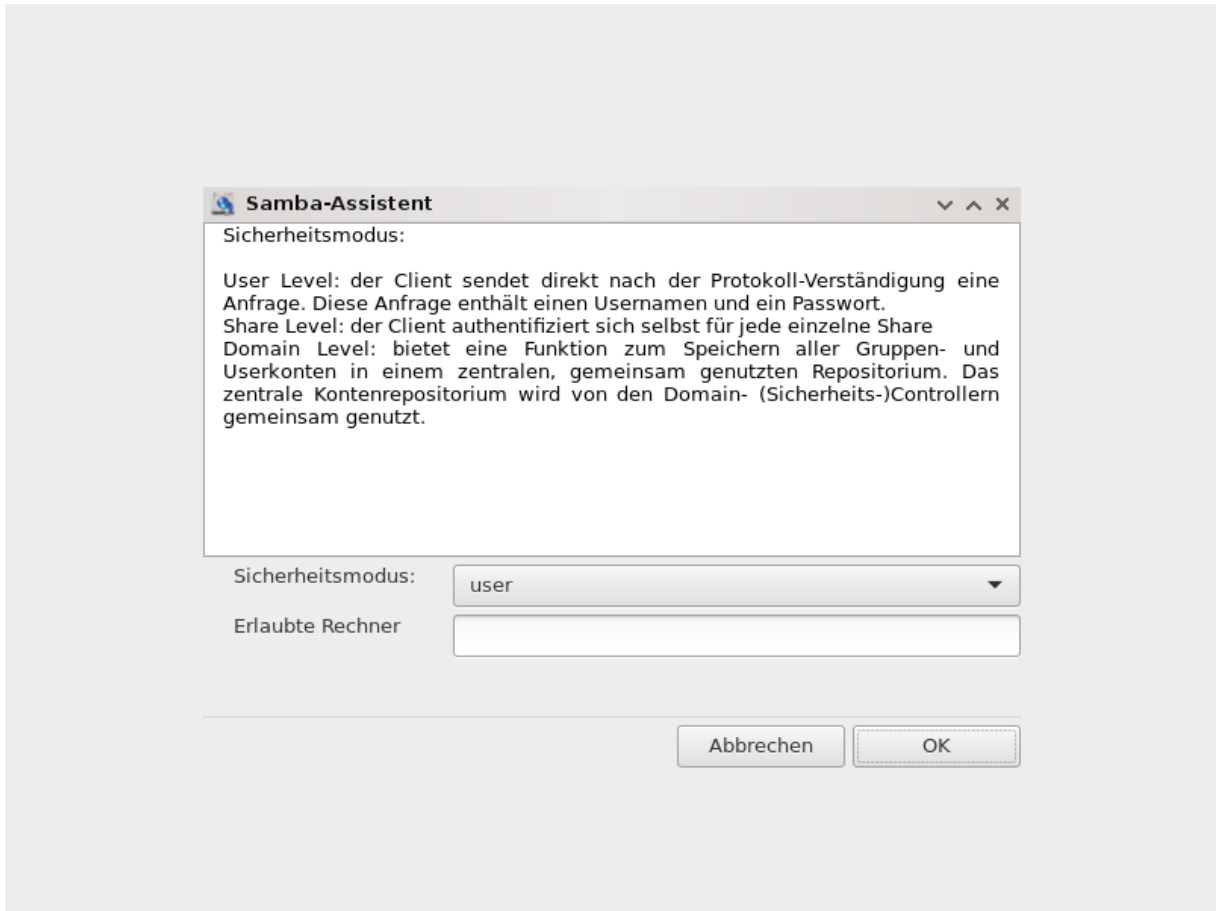 Samba-Assistent
Sicherheitsmodus:
User Level: der Client sendet direkt nach der Protokoll-Verständigung eine
Anfrage. Diese Anfrage enthält einen Usernamen und ein Passwort.
Share Level: der Client authentifiziert sich selbst für jede einzelne Share
Domain Level: bietet eine Funktion zum Speichern aller Gruppen- und
Userkonten in einem zentralen, gemeinsam genutzten Repositorium. Das
zentrale Kontenrepositorium wird von den Domain- (Sicherheits-)Controllern
gemeinsam genutzt.
Sicherheitsmodus:
user
Erlaubte Rechner
Abbrechen
OK